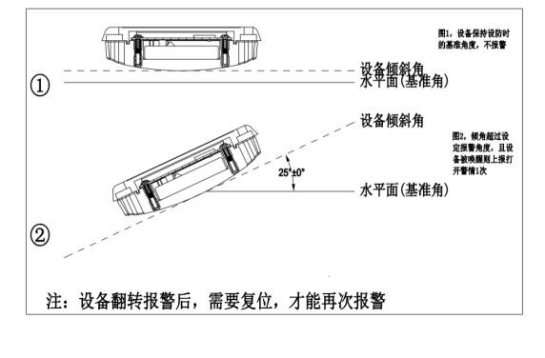 图1，设备保持设防时
的基准角度，不报警
①
设备倾斜角
水平面(基准角)
设备倾斜角
图2，倾角超过设
定报警角度，且设
备被唤醒则上报打
开警情1次
25°±0°
水平面(基准角)
②
注：设备翻转报警后，需要复位，才能再次报警